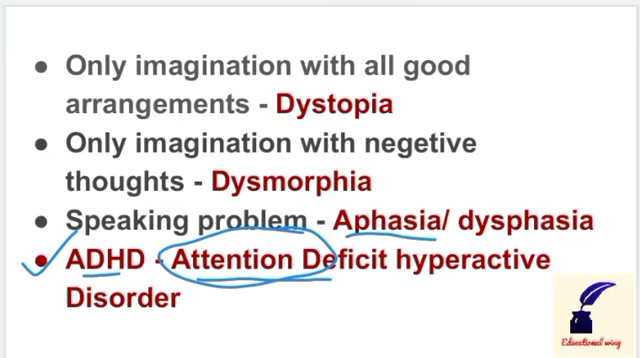 ● Only imagination with all good
arrangements - Dystopia
● Only imagination with negetive
thoughts - Dysmorphia
● Speaking problem - Aphasia/ dysphasia
● ADHD - Attention Deficit hyperactive
Disorder
Educational wing